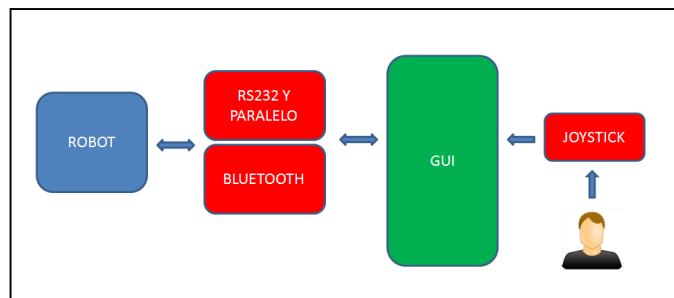 ROBOT
RS232 Y
PARALELO
BLUETOOTH
GUI
JOYSTICK